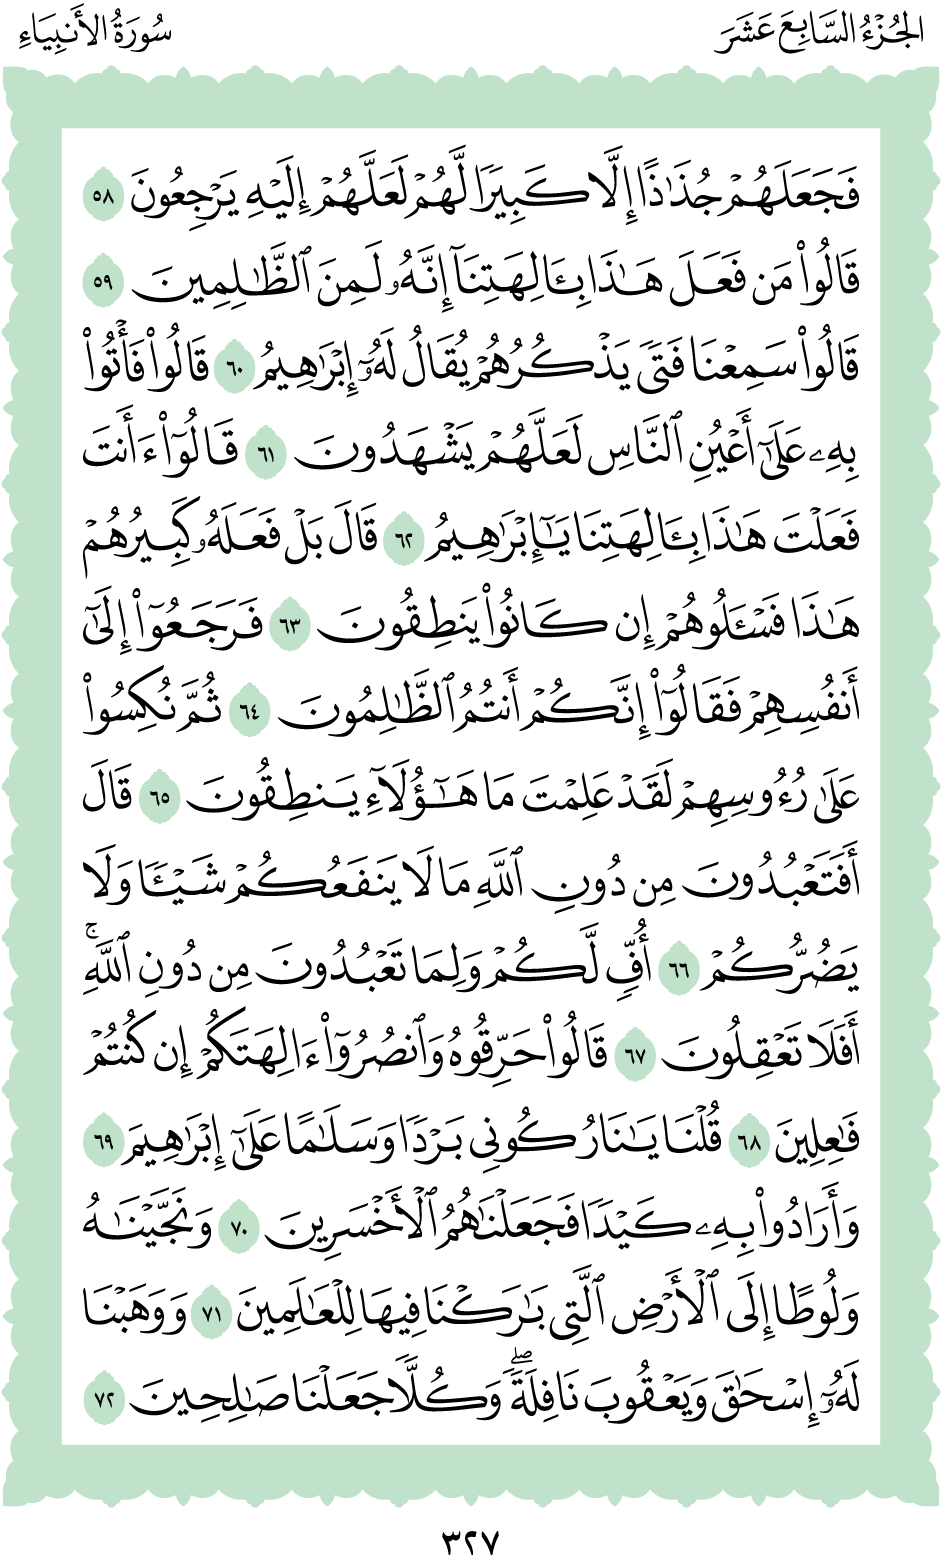 الجُزْءُ السَّابِعَ عَشَرَ
سُورَةُ الأَنبِيَاءِ
فَجَعَلَهُمْ جُذَٰذًا إِلَّا كَبِيرٗا لَّهُمْ لَعَلَّهُمْ إِلَيْهِ يَرْجِعُونَ ٥٨
قَالُواْ مَن فَعَلَ هَٰذَا بِـَٔالِهَتِنَآ إِنَّهُۥ لَمِنَ ٱلظَّٰلِمِينَ ٥٩
قَالُواْ سَمِعْنَا فَتٗى يَذْكُرُهُمْ يُقَالُ لَهُۥٓ إِبْرَٰهِيمُ ٦٠ قَالُواْ فَأْتُواْ
بِهِۦ عَلَىٰٓ أَعْيُنِ ٱلنَّاسِ لَعَلَّهُمْ يَشْهَدُونَ ٦١ قَالُوٓاْ ءَأَنتَ
فَعَلْتَ هَٰذَا بِـَٔالِهَتِنَا يَٰٓإِبْرَٰهِيمُ ٦٢ قَالَ بَلْ فَعَلَهُۥ كَبِيرُهُمْ
هَٰذَا فَسْـَٔلُوهُمْ إِن كَانُواْ يَنطِقُونَ ٦٣ فَرَجَعُوٓاْ إِلَىٰٓ
أَنفُسِهِمْ فَقَالُوٓاْ إِنَّكُمْ أَنتُمُ ٱلظَّٰلِمُونَ ٦٤ ثُمَّ نُكِسُواْ
عَلَىٰ رُءُوسِهِمْ لَقَدْ عَلِمْتَ مَا هَٰٓؤُلَآءِ يَنطِقُونَ ٦٥ قَالَ
أَفَتَعْبُدُونَ مِن دُونِ ٱللَّهِ مَا لَا يَنفَعُكُمْ شَيْـٔٗا وَلَا
يَضُرُّكُمْ ٦٦ أُفّٖ لَّكُمْ وَلِمَا تَعْبُدُونَ مِن دُونِ ٱللَّهِۚ
أَفَلَا تَعْقِلُونَ ٦٧ قَالُواْ حَرِّقُوهُ وَٱنصُرُوٓاْ ءَالِهَتَكُمْ إِن كُنتُمْ
فَٰعِلِينَ ٦٨ قُلْنَا يَٰنَارُ كُونِي بَرْدٗا وَسَلَٰمًا عَلَىٰٓ إِبْرَٰهِيمَ ٦٩
وَأَرَادُواْ بِهِۦ كَيْدٗا فَجَعَلْنَٰهُمُ ٱلْأَخْسَرِينَ ٧٠ وَنَجَّيْنَٰهُ
وَلُوطًا إِلَى ٱلْأَرْضِ ٱلَّتِي بَٰرَكْنَا فِيهَا لِلْعَٰلَمِينَ ٧١ وَوَهَبْنَا
لَهُۥٓ إِسْحَٰقَ وَيَعْقُوبَ نَافِلَةٗۖ وَكُلّٗا جَعَلْنَا صَٰلِحِينَ ٧٢
٣٢٧